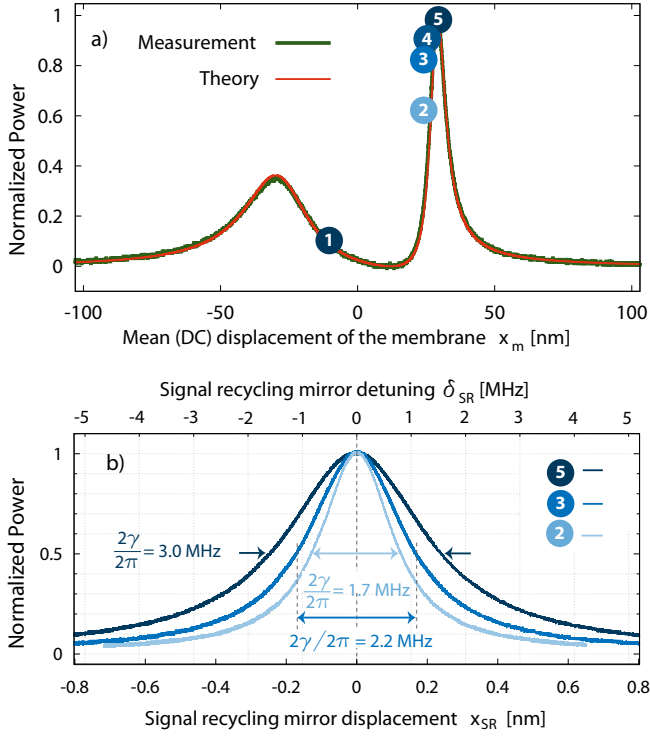 a)
Measurement
Theory
Normalized Power
1
0.8
0.6
0.4
0.2
0
1
2
3
4
5
-100 -50 0 50 100
Mean (DC) displacement of the membrane x_m [nm]
Signal recycling mirror detuning δ_SR [MHz]
-5 -4 -3 -2 -1 0 1 2 3 4 5
b)
Normalized Power
1
0.5
0
5
3
2
2γ/2π = 3.0 MHz
2γ/2π = 1.7 MHz
2γ/2π = 2.2 MHz
-0.8 -0.6 -0.4 -0.2 0 0.2 0.4 0.6 0.8
Signal recycling mirror displacement x_SR [nm]